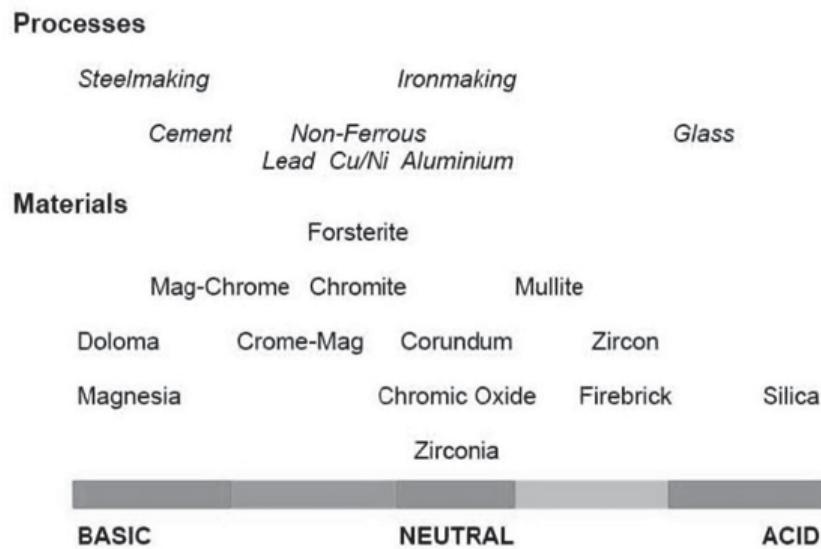 Processes
Steelmaking Ironmaking
Cement Non-Ferrous Glass
Lead Cu/Ni Aluminium
Materials
Forsterite
Mag-Chrome Chromite Mullite
Doloma Crome-Mag Corundum Zircon
Magnesia Chromic Oxide Firebrick Silica
Zirconia
BASIC NEUTRAL ACID